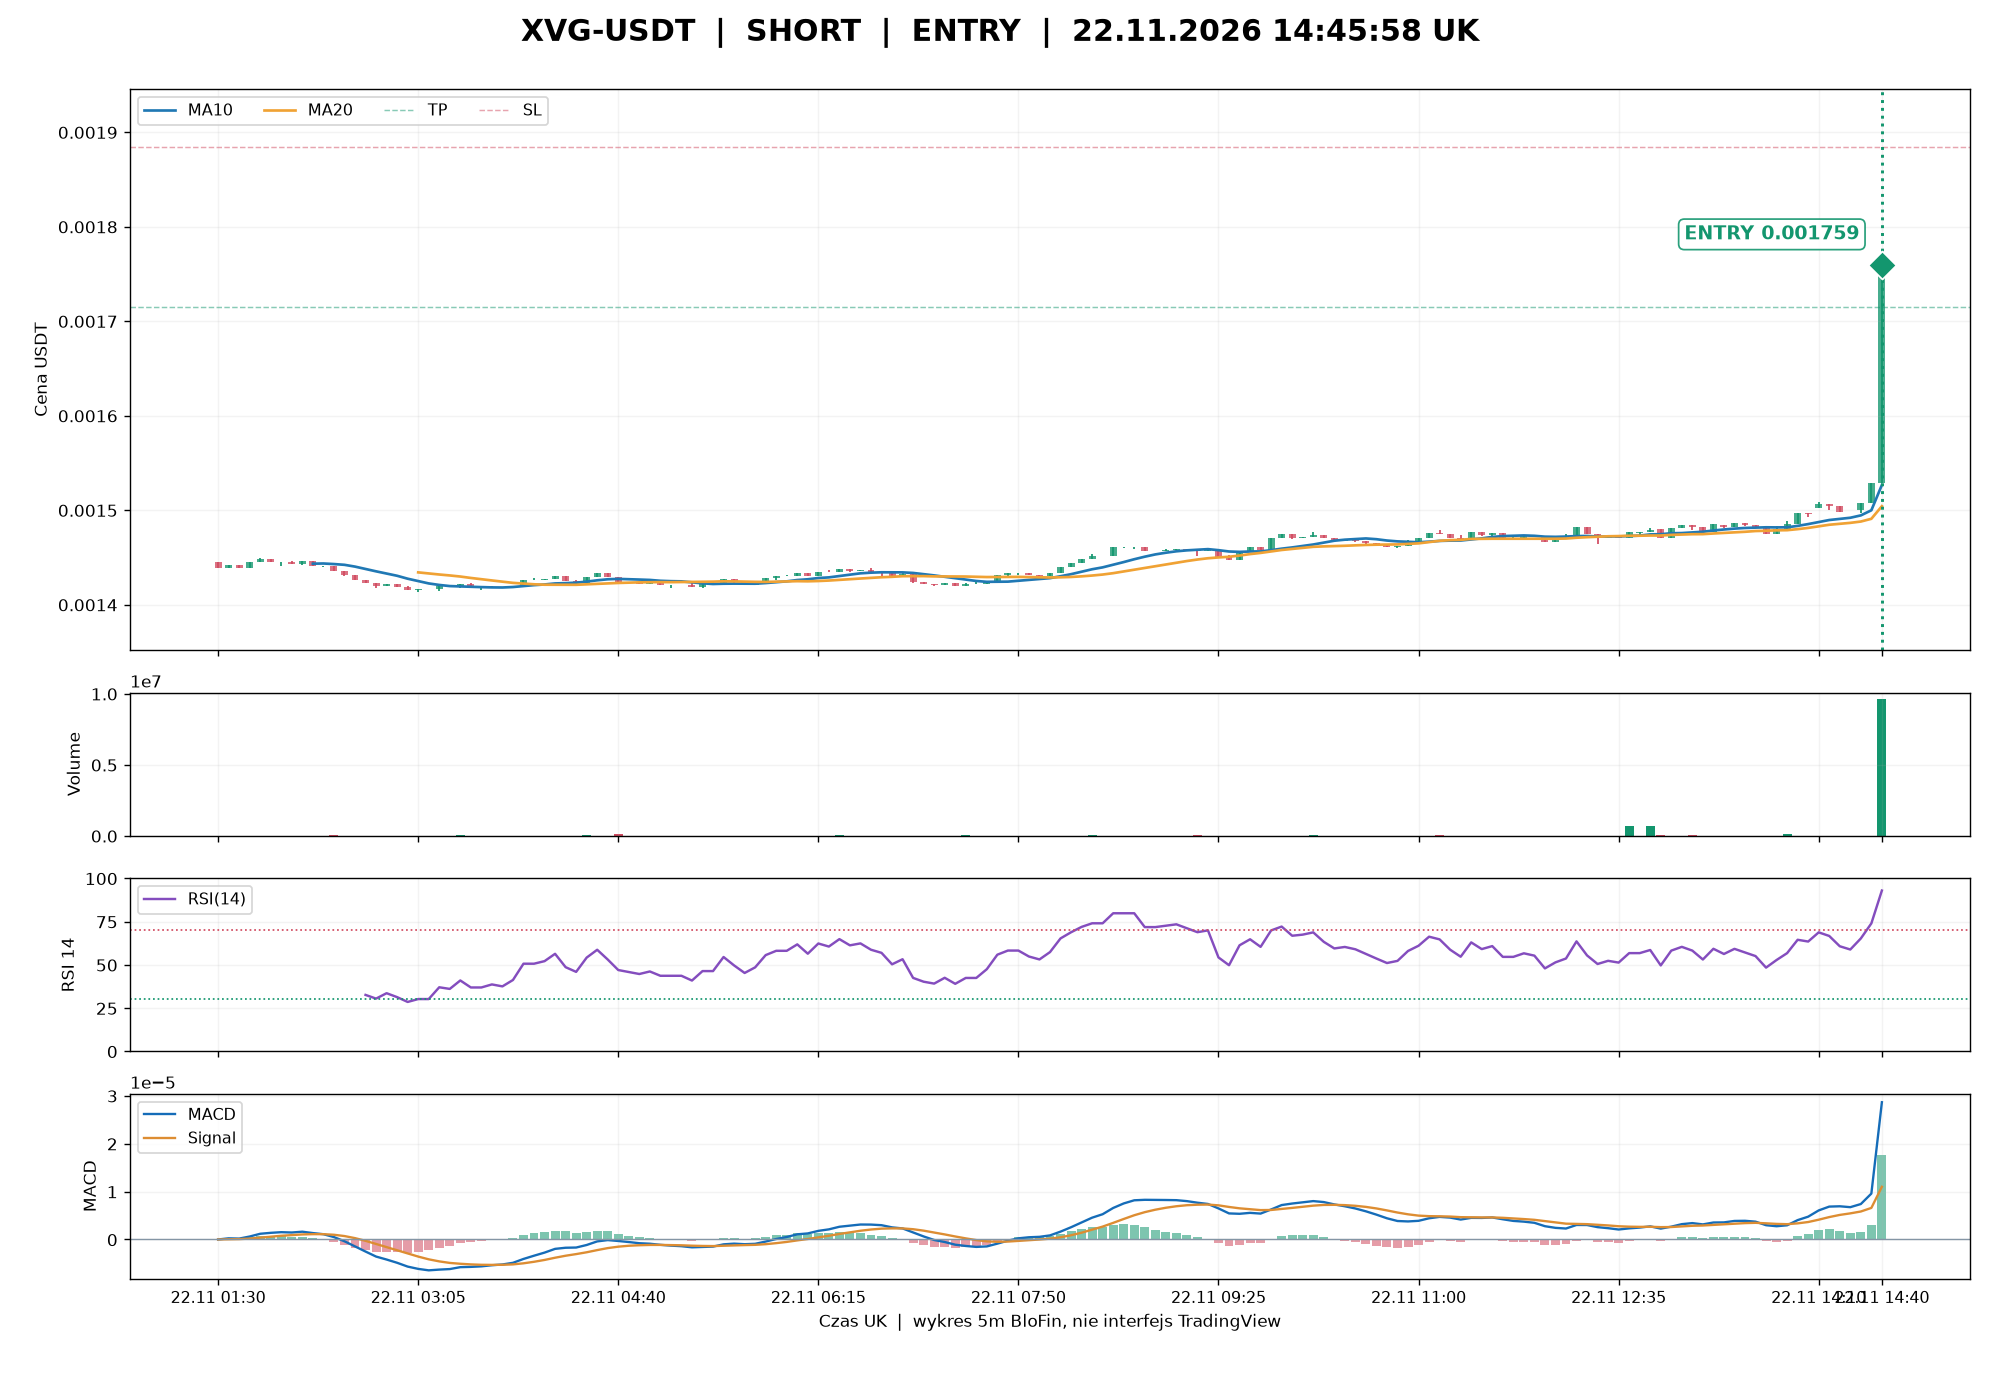 XVG-USDT | SHORT | ENTRY | 22.11.2026 14:45:58 UK
MA10 MA20 TP SL
0.0019
0.0018
0.0017
0.0016
0.0015
0.0014
Cena USDT
ENTRY 0.001759
1e7
1.0
0.5
0.0
Volume
RSI(14)
100
75
50
25
0
RSI 14
1e−5
MACD
Signal
3
2
1
0
MACD
22.11 01:30 22.11 03:05 22.11 04:40 22.11 06:15 22.11 07:50 22.11 09:25 22.11 11:00 22.11 12:35 22.11 14:10 22.11 14:40
Czas UK | wykres 5m BloFin, nie interfejs TradingView